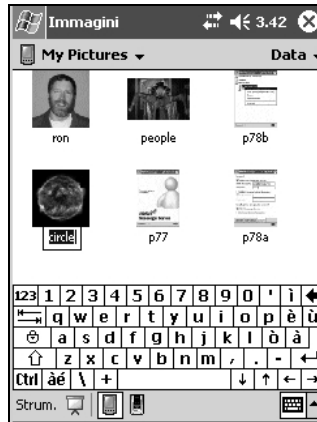 Immagini 3.42
My Pictures Data
ron people p78b
circle p77 p78a
123 1 2 3 4 5 6 7 8 9 0 ' ì
q w e r t y u i o p è ù
a s d f g h j k l ò à
z x c v b n m , . -
Ctrl àé \ + ↓ ↑ ← →
Strum.